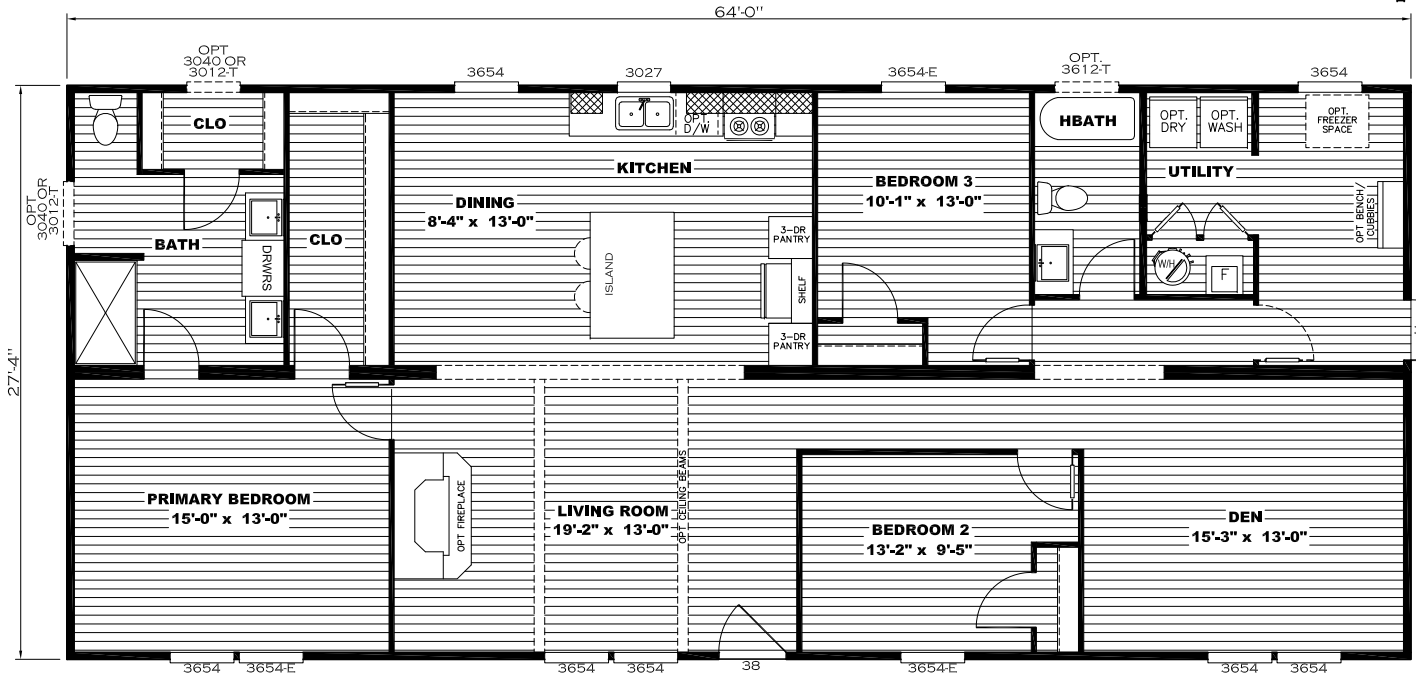 64'-0"
OPT
3040 OR
3012-T
3654
3027
3654-E
OPT.
3612-T
3654
CLO
OPT.
D/W
HBATH
OPT.
DRY
OPT.
WASH
OPT.
FREEZER
SPACE
KITCHEN
UTILITY
BEDROOM 3
10'-1" x 13'-0"
DINING
8'-4" x 13'-0"
OPT
3040 OR
3012-T
OPT BENCH/
CUBBIES
BATH
CLO
DRWRS
ISLAND
3-DR
PANTRY
SHELF
3-DR
PANTRY
W/H
F
27'-4"
PRIMARY BEDROOM
15'-0" x 13'-0"
OPT FIREPLACE
LIVING ROOM
19'-2" x 13'-0"
OPT CEILING BEAMS
BEDROOM 2
13'-2" x 9'-5"
DEN
15'-3" x 13'-0"
3654
3654-E
3654
3654
38
3654-E
3654
3654